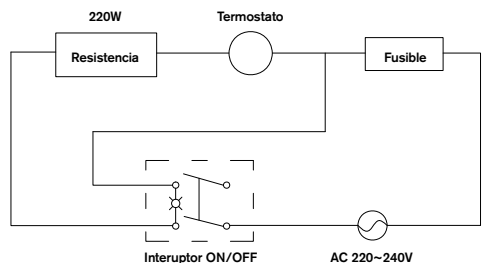 220W
Termostato
Resistencia
Fusible
Interuptor ON/OFF
AC 220~240V